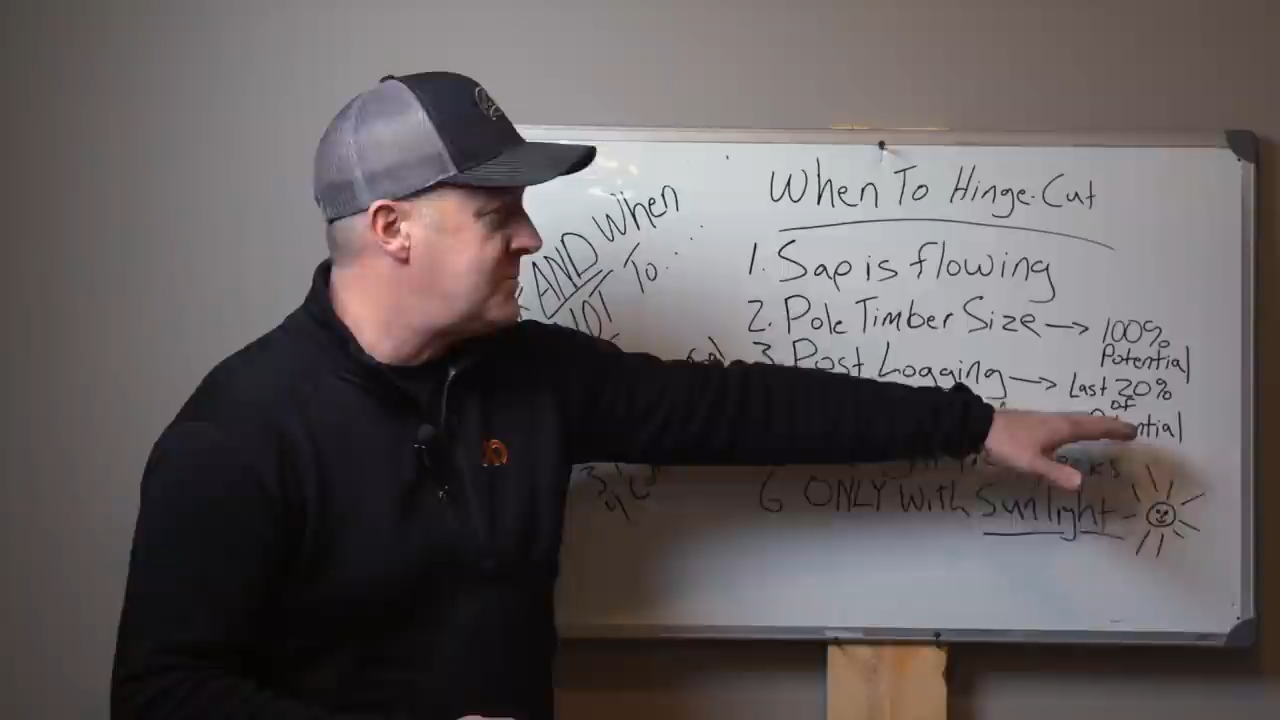 AND When
NOT To...
When To Hinge-Cut
1. Sap is flowing
2. Pole Timber Size → 100%
Potential
3. Post Logging → Last 20%
of
Potential
6 ONLY With Sunlight